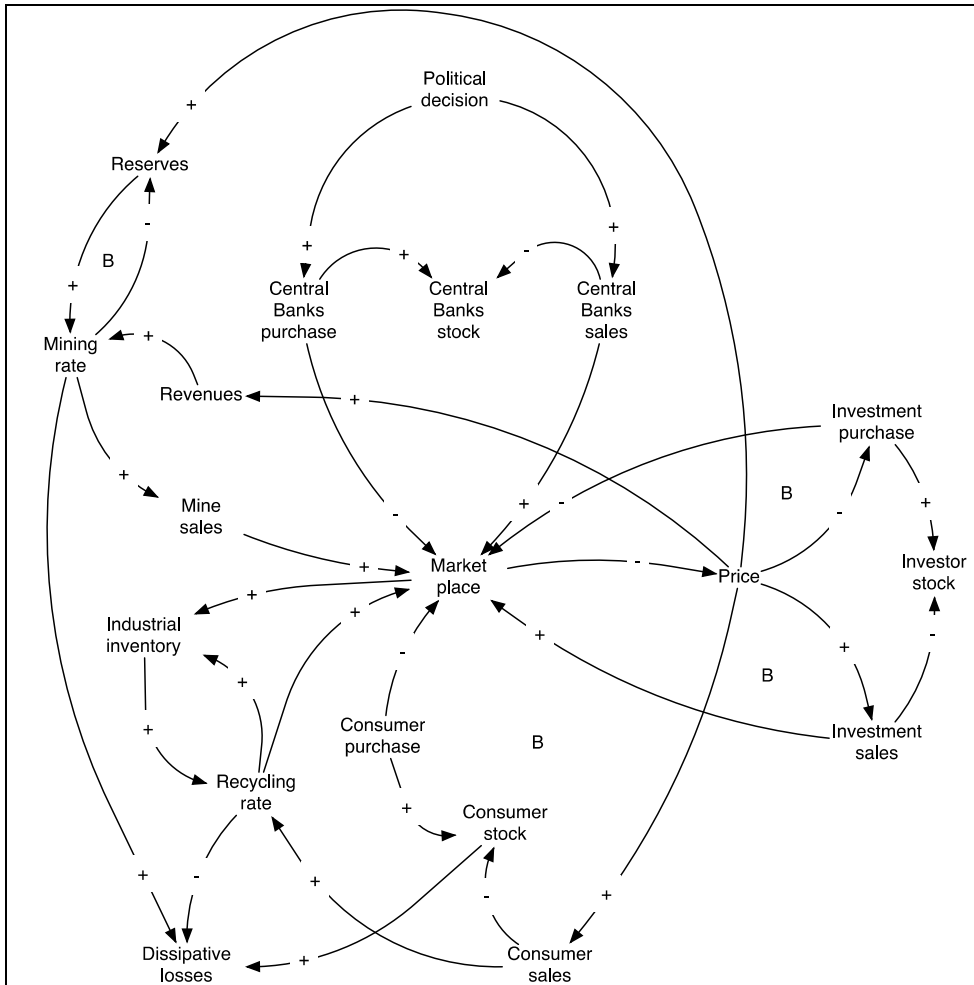 Political
decision
+
Reserves
-
+
+
B
+
-
+
Central
Banks
purchase
Central
Banks
stock
Central
Banks
sales
+
Mining
rate
+
Revenues
+
Investment
purchase
+
Mine
sales
-
+
-
B
-
+
+
Market
place
-
Price
Investor
stock
+
+
Industrial
inventory
-
+
+
-
+
B
Consumer
purchase
B
Investment
sales
+
Recycling
rate
+
Consumer
stock
+
-
+
-
+
Dissipative
losses
+
Consumer
sales